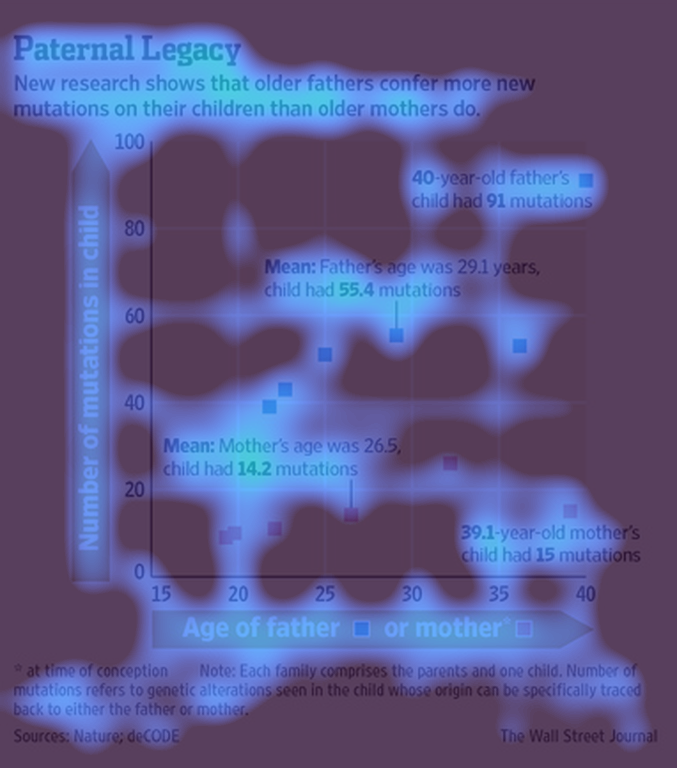 Paternal Legacy
New research shows that older fathers confer more new
mutations on their children than older mothers do.
Number of mutations in child
100
80
60
40
20
0
40-year-old father's
child had 91 mutations
Mean: Father's age was 29.1 years,
child had 55.4 mutations
Mean: Mother's age was 26.5,
child had 14.2 mutations
39.1-year-old mother's
child had 15 mutations
15 20 25 30 35 40
Age of father or mother*
* at time of conception Note: Each family comprises the parents and one child. Number of
mutations refers to genetic alterations seen in the child whose origin can be specifically traced
back to either the father or mother.
Sources: Nature; deCODE The Wall Street Journal